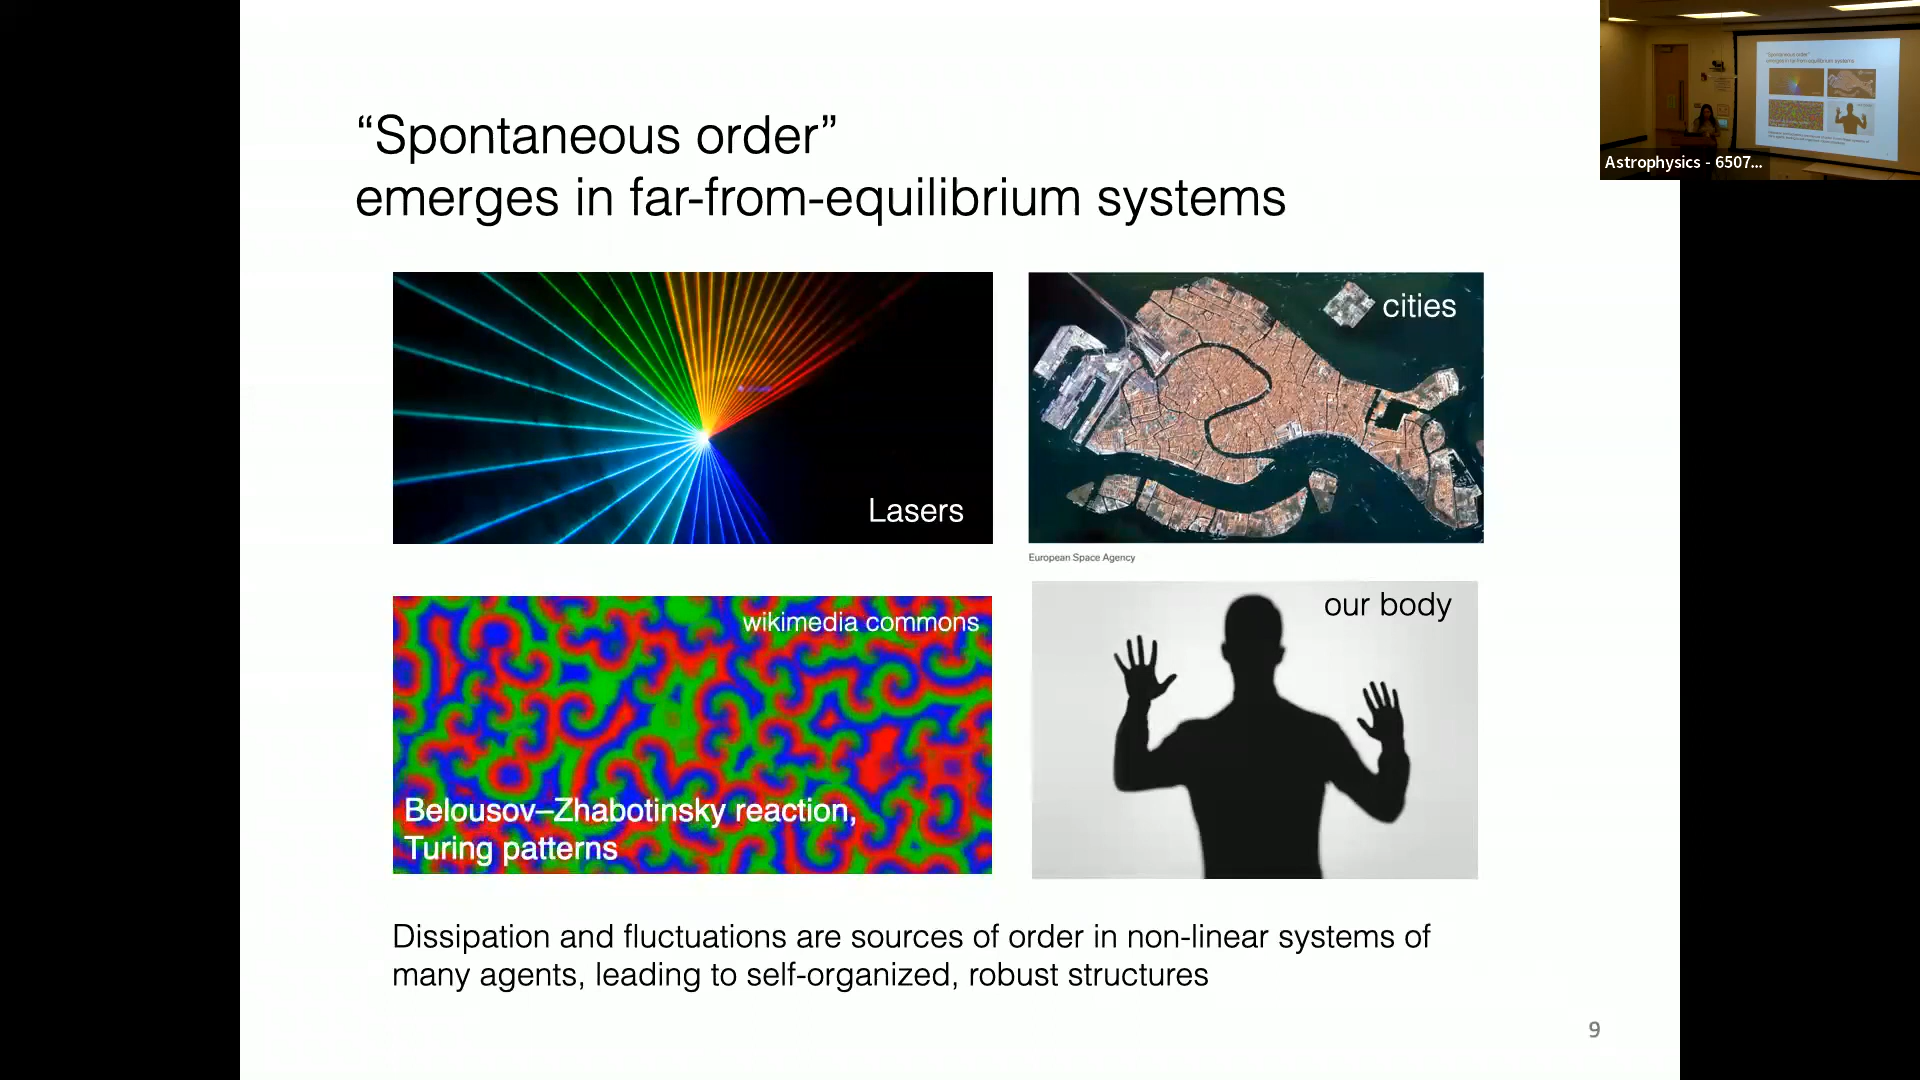 “Spontaneous order”
emerges in far-from-equilibrium systems
Lasers
cities
European Space Agency
wikimedia commons
Belousov–Zhabotinsky reaction,
Turing patterns
our body
Dissipation and fluctuations are sources of order in non-linear systems of
many agents, leading to self-organized, robust structures
9
Astrophysics - 6507...